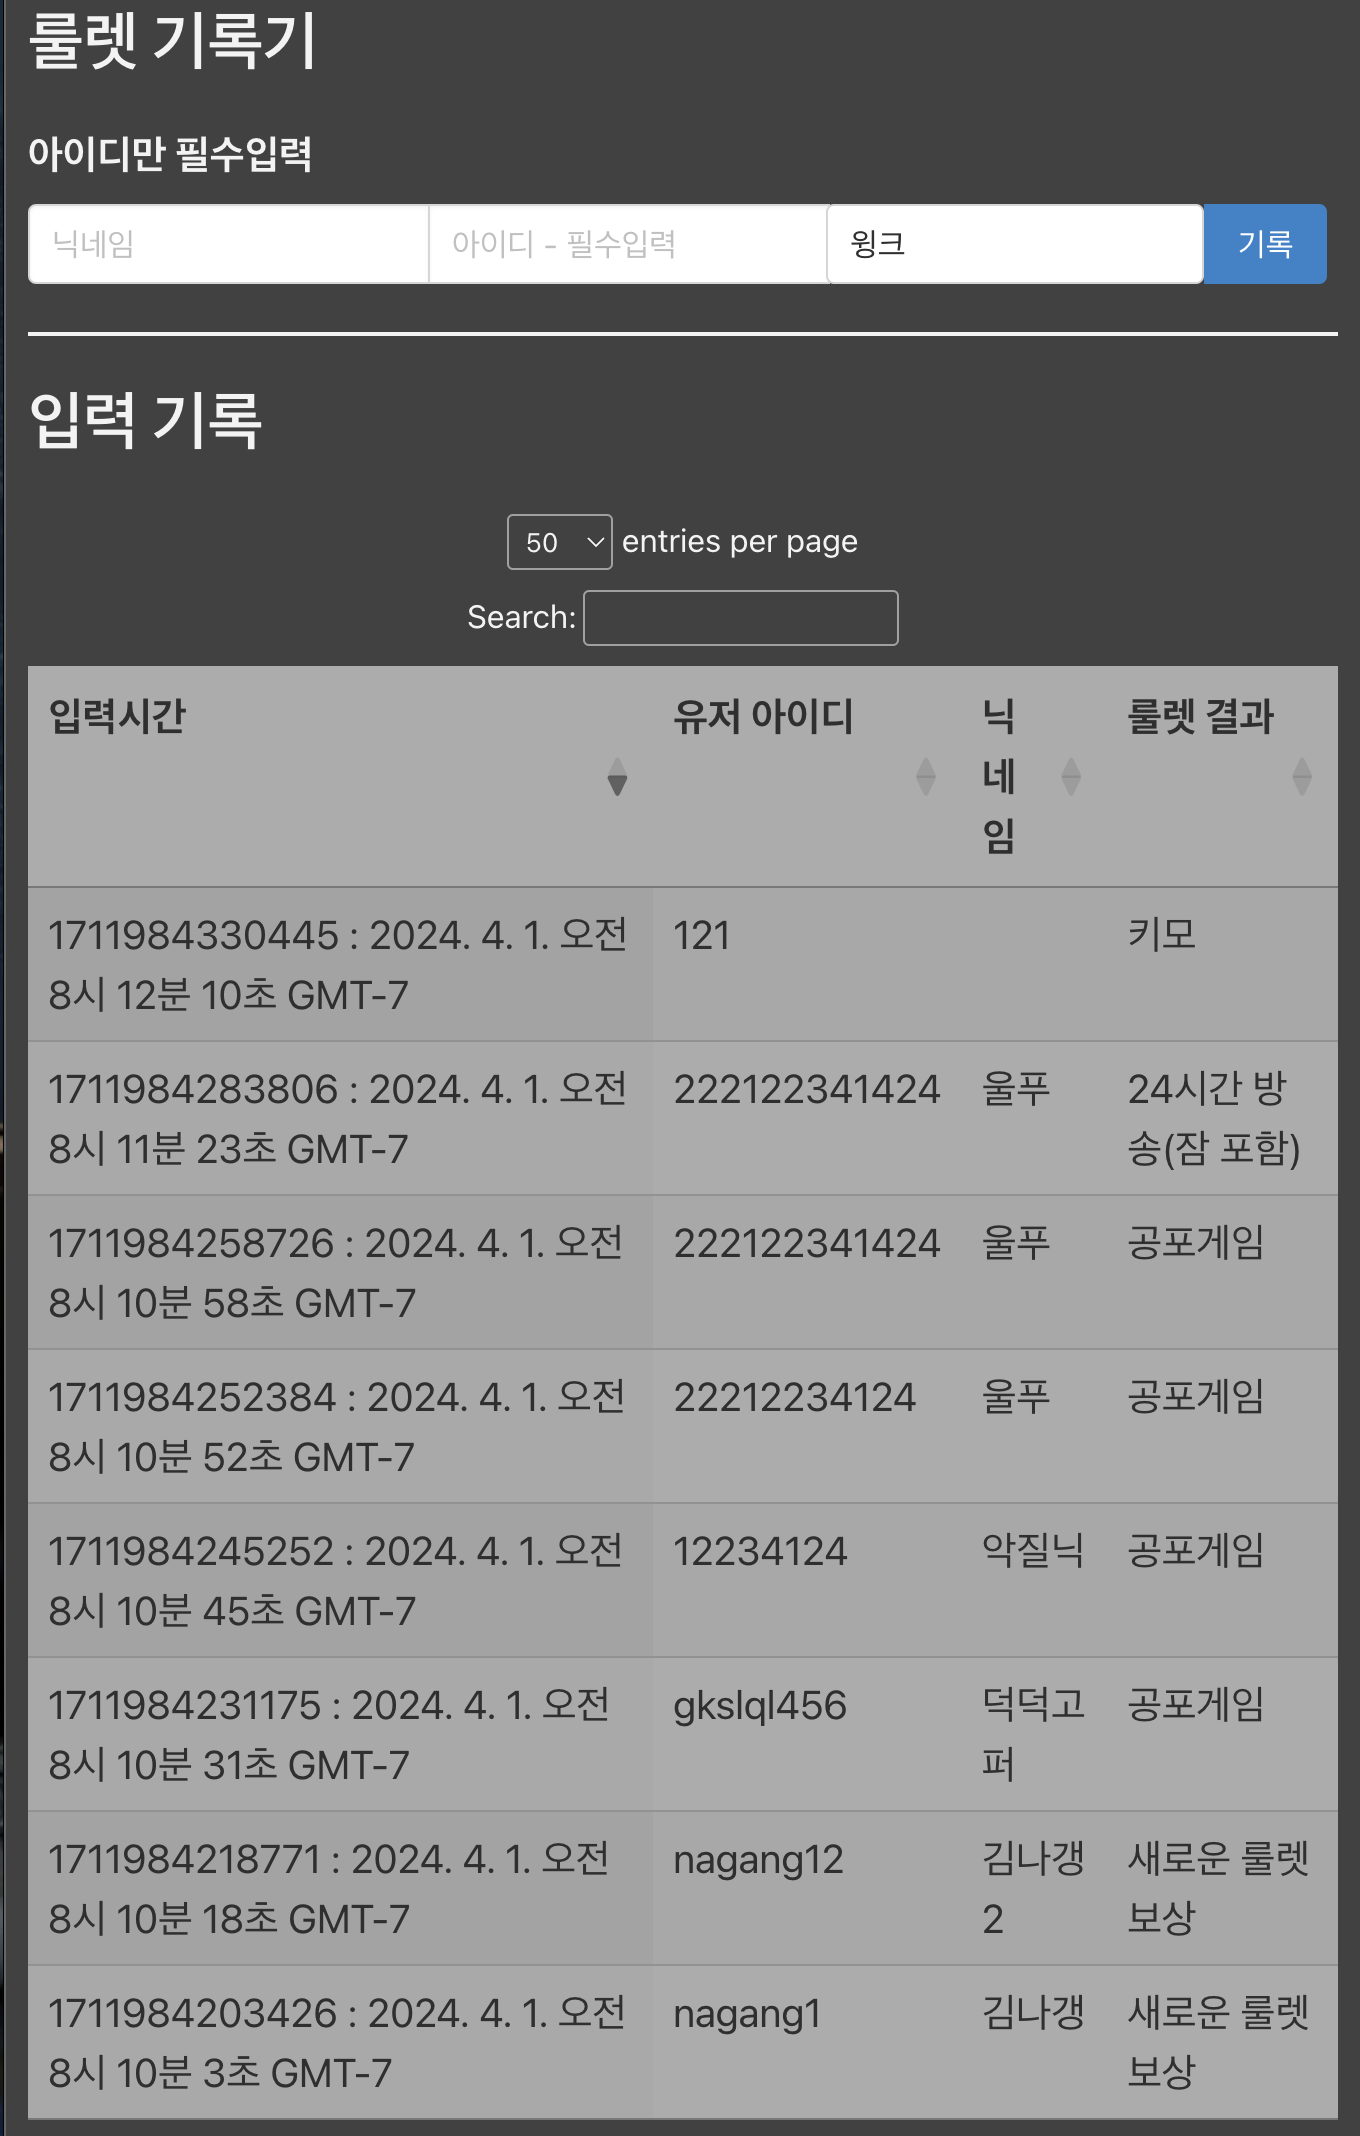 룰렛 기록기
아이디만 필수입력
닉네임 아이디 - 필수입력 윙크 기록
입력 기록
50 entries per page
Search:
입력시간 유저 아이디 닉네임 룰렛 결과
1711984330445 : 2024. 4. 1. 오전 121 키모
8시 12분 10초 GMT-7
1711984283806 : 2024. 4. 1. 오전 222122341424 울푸 24시간 방
8시 11분 23초 GMT-7 송(잠 포함)
1711984258726 : 2024. 4. 1. 오전 222122341424 울푸 공포게임
8시 10분 58초 GMT-7
1711984252384 : 2024. 4. 1. 오전 22212234124 울푸 공포게임
8시 10분 52초 GMT-7
1711984245252 : 2024. 4. 1. 오전 12234124 악질닉 공포게임
8시 10분 45초 GMT-7
1711984231175 : 2024. 4. 1. 오전 gkslql456 덕덕고 공포게임
8시 10분 31초 GMT-7 퍼
1711984218771 : 2024. 4. 1. 오전 nagang12 김나갱 새로운 룰렛
8시 10분 18초 GMT-7 2 보상
1711984203426 : 2024. 4. 1. 오전 nagang1 김나갱 새로운 룰렛
8시 10분 3초 GMT-7 보상